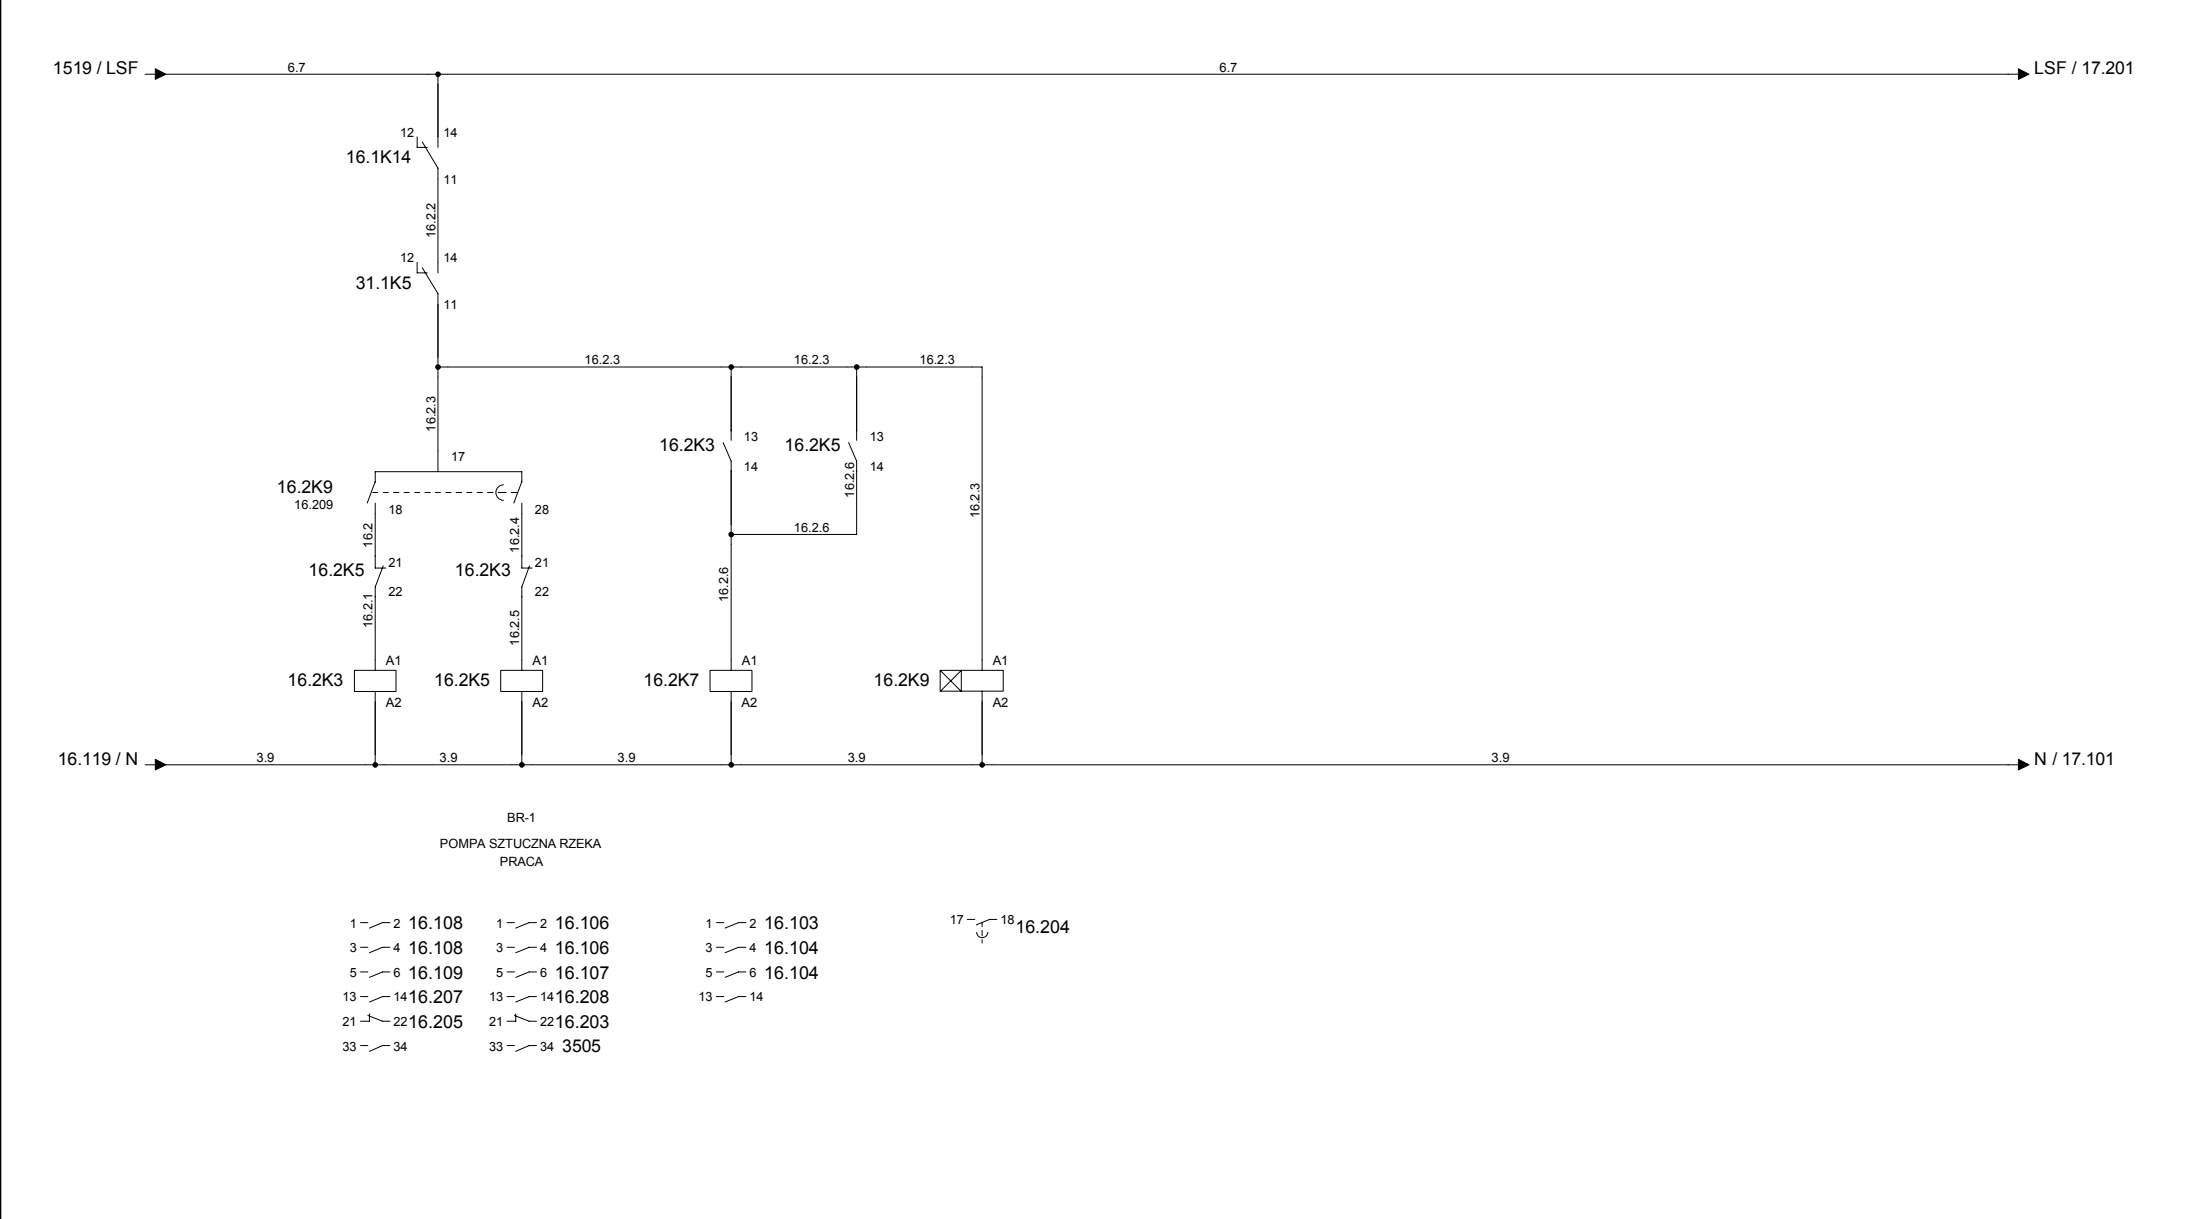 1519 / LSF 6.7 6.7 LSF / 17.201
12 14
16.1K14
11
16.2.2
12 14
31.1K5
11
16.2.3 16.2.3 16.2.3
16.2.3
17
16.2K3 13 16.2K5 13
14 14
16.2.6
16.2K9
16.209
18 28
16.2.3
16.2 16.2.4
16.2.6
16.2K5 21 16.2K3 21
22 22
16.2.6
16.2.1 16.2.5
A1 A1 A1 A1
16.2K3 16.2K5 16.2K7 16.2K9
A2 A2 A2 A2
16.119 / N 3.9 3.9 3.9 3.9 3.9 N / 17.101
BR-1
POMPA SZTUCZNA RZEKA
PRACA
1 2 16.108 1 2 16.106 1 2 16.103 17 18 16.204
3 4 16.108 3 4 16.106 3 4 16.104
5 6 16.109 5 6 16.107 5 6 16.104
13 14 16.207 13 14 16.208 13 14
21 22 16.205 21 22 16.203
33 34 33 34 3505